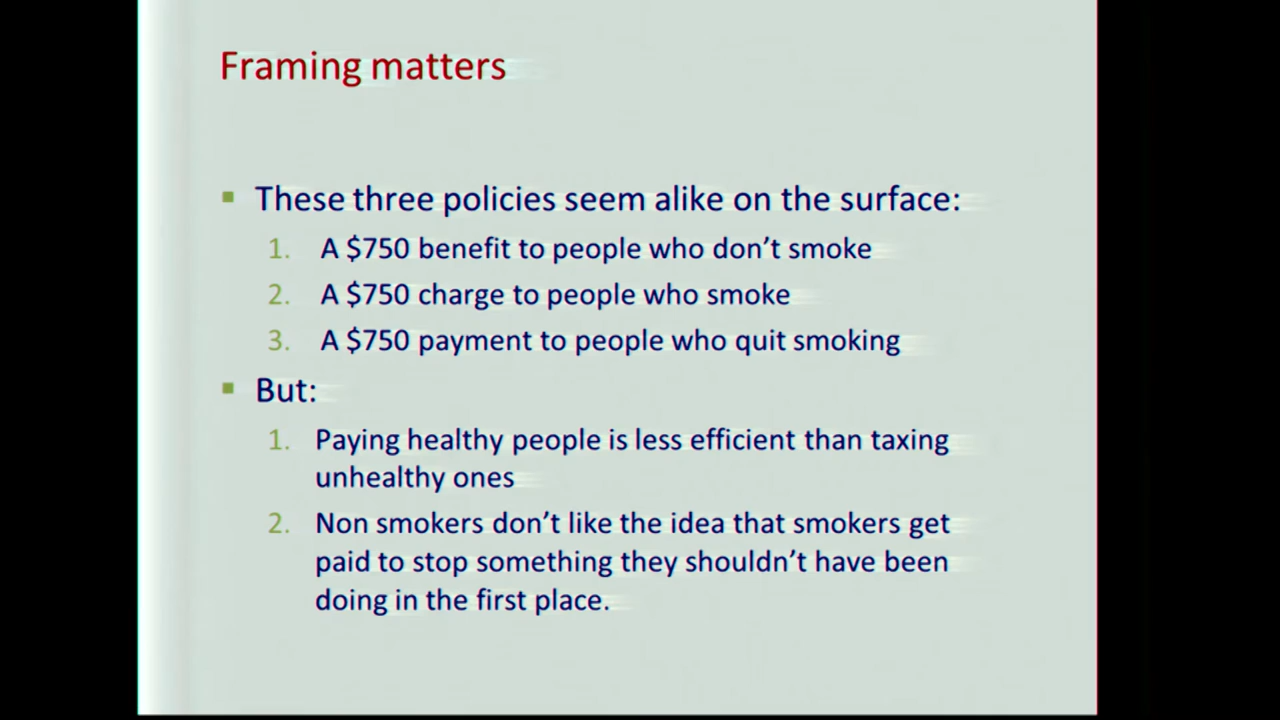 Framing matters
▪ These three policies seem alike on the surface:
1. A $750 benefit to people who don’t smoke
2. A $750 charge to people who smoke
3. A $750 payment to people who quit smoking
▪ But:
1. Paying healthy people is less efficient than taxing
unhealthy ones
2. Non smokers don’t like the idea that smokers get
paid to stop something they shouldn’t have been
doing in the first place.